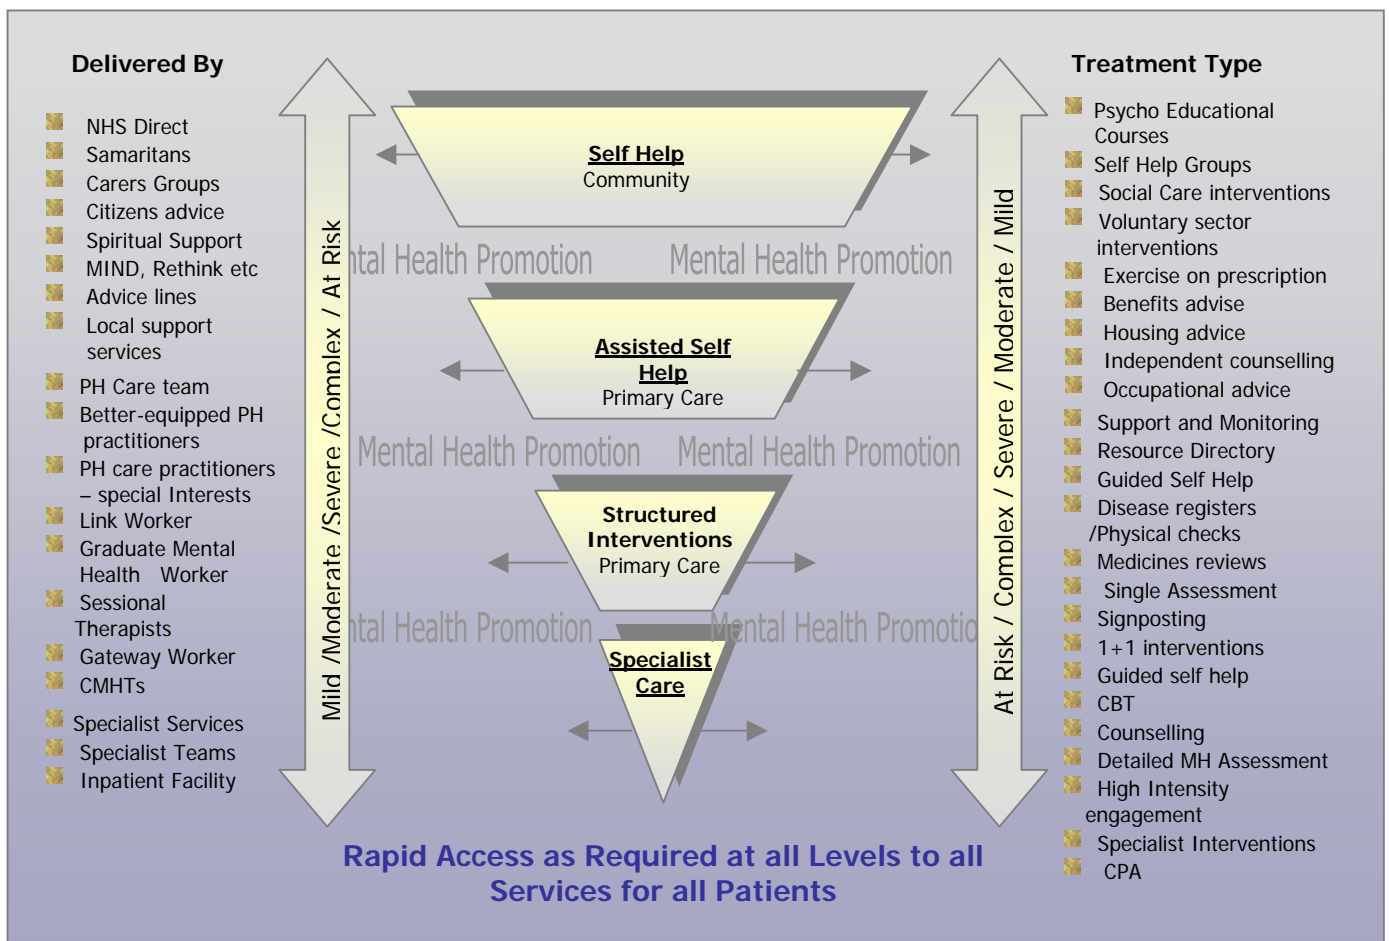 Delivered By
NHS Direct
Samaritans
Carers Groups
Citizens advice
Spiritual Support
MIND, Rethink etc
Advice lines
Local support
services
PH Care team
Better-equipped PH
practitioners
PH care practitioners
– special Interests
Link Worker
Graduate Mental
Health Worker
Sessional
Therapists
Gateway Worker
CMHTs
Specialist Services
Specialist Teams
Inpatient Facility
Mild /Moderate /Severe /Complex / At Risk
Self Help
Community
ntal Health Promotion Mental Health Promotion
Assisted Self
Help
Primary Care
Mental Health Promotion Mental Health Promotion
Structured
Interventions
Primary Care
ntal Health Promotion Mental Health Promotio
Specialist
Care
Rapid Access as Required at all Levels to all
Services for all Patients
At Risk / Complex / Severe / Moderate / Mild
Treatment Type
Psycho Educational
Courses
Self Help Groups
Social Care interventions
Voluntary sector
interventions
Exercise on prescription
Benefits advise
Housing advice
Independent counselling
Occupational advice
Support and Monitoring
Resource Directory
Guided Self Help
Disease registers
/Physical checks
Medicines reviews
Single Assessment
Signposting
1+1 interventions
Guided self help
CBT
Counselling
Detailed MH Assessment
High Intensity
engagement
Specialist Interventions
CPA